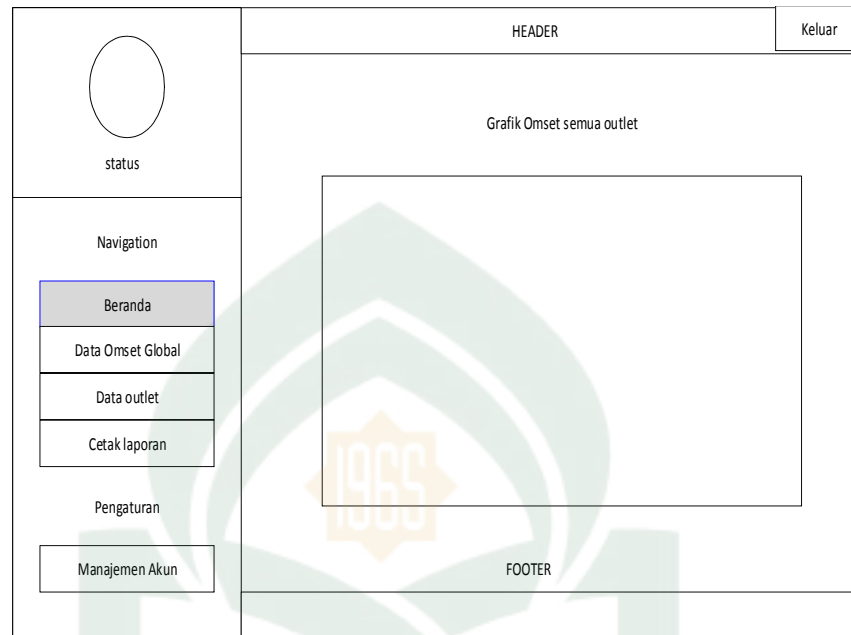 HEADER
Keluar
status
Grafik Omset semua outlet
Navigation
Beranda
Data Omset Global
Data outlet
Cetak laporan
Pengaturan
Manajemen Akun
1965
FOOTER